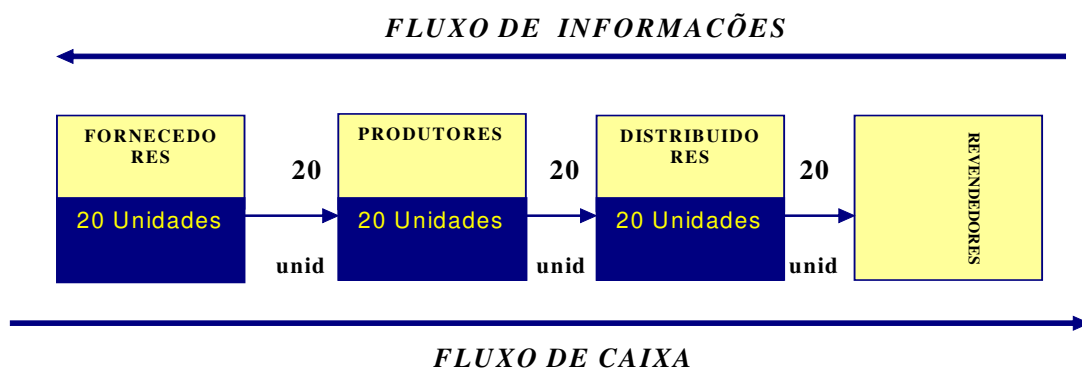 FLUXO DE INFORMACÕES
FORNECEDO
RES
20 Unidades
20
unid
PRODUTORES
20 Unidades
20
unid
DISTRIBUIDO
RES
20 Unidades
20
unid
REVENDEDORES
FLUXO DE CAIXA